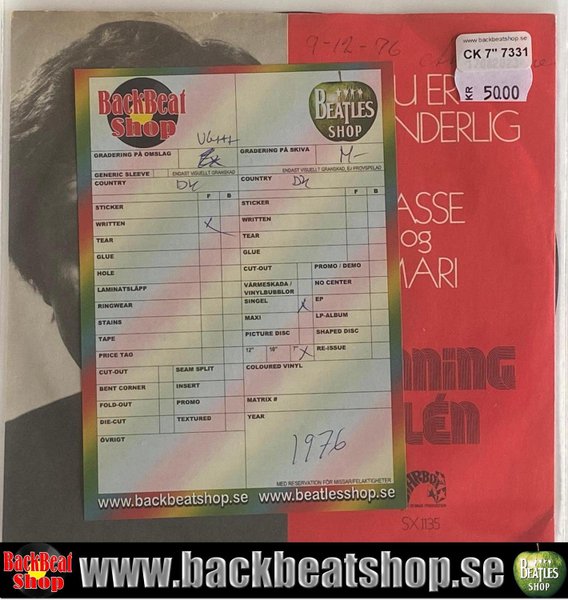 www.backbeatshop.se
CK 7" 7331
KR 50.00
9-12-76
U ER
NDERLIG
ASSE
og
MARI
NNING
LÉN
SX1135
BackBeat
Shop
BEATLES
SHOP
VG+++
GRADERING PÅ OMSLAG
Ex
GRADERING PÅ SKIVA
M-
GENERIC SLEEVE
ENDAST VISUELLT GRANSKAD
ENDAST VISUELLT GRANSKAD, EJ PROVSPELAD
COUNTRY
DK
COUNTRY
DK
F B
F B
STICKER
STICKER
WRITTEN X
WRITTEN
TEAR
TEAR
GLUE
GLUE
HOLE
CUT-OUT
PROMO / DEMO
LAMINATSLÄPP
VÄRMESKADA /
VINYLBUBBLOR
NO CENTER
RINGWEAR
SINGEL X
EP
STAINS
MAXI
LP-ALBUM
TAPE
PICTURE DISC
SHAPED DISC
PRICE TAG
12" 10" 7" X
RE-ISSUE
CUT-OUT
SEAM SPLIT
COLOURED VINYL
BENT CORNER
INSERT
FOLD-OUT
PROMO
MATRIX #
DIE-CUT
TEXTURED
YEAR
ÖVRIGT
1976
MED RESERVATION FÖR MISSAR/FELAKTIGHETER
www.backbeatshop.se www.beatlesshop.se
BackBeat
Shop
www.backbeatshop.se
BEATLES
SHOP